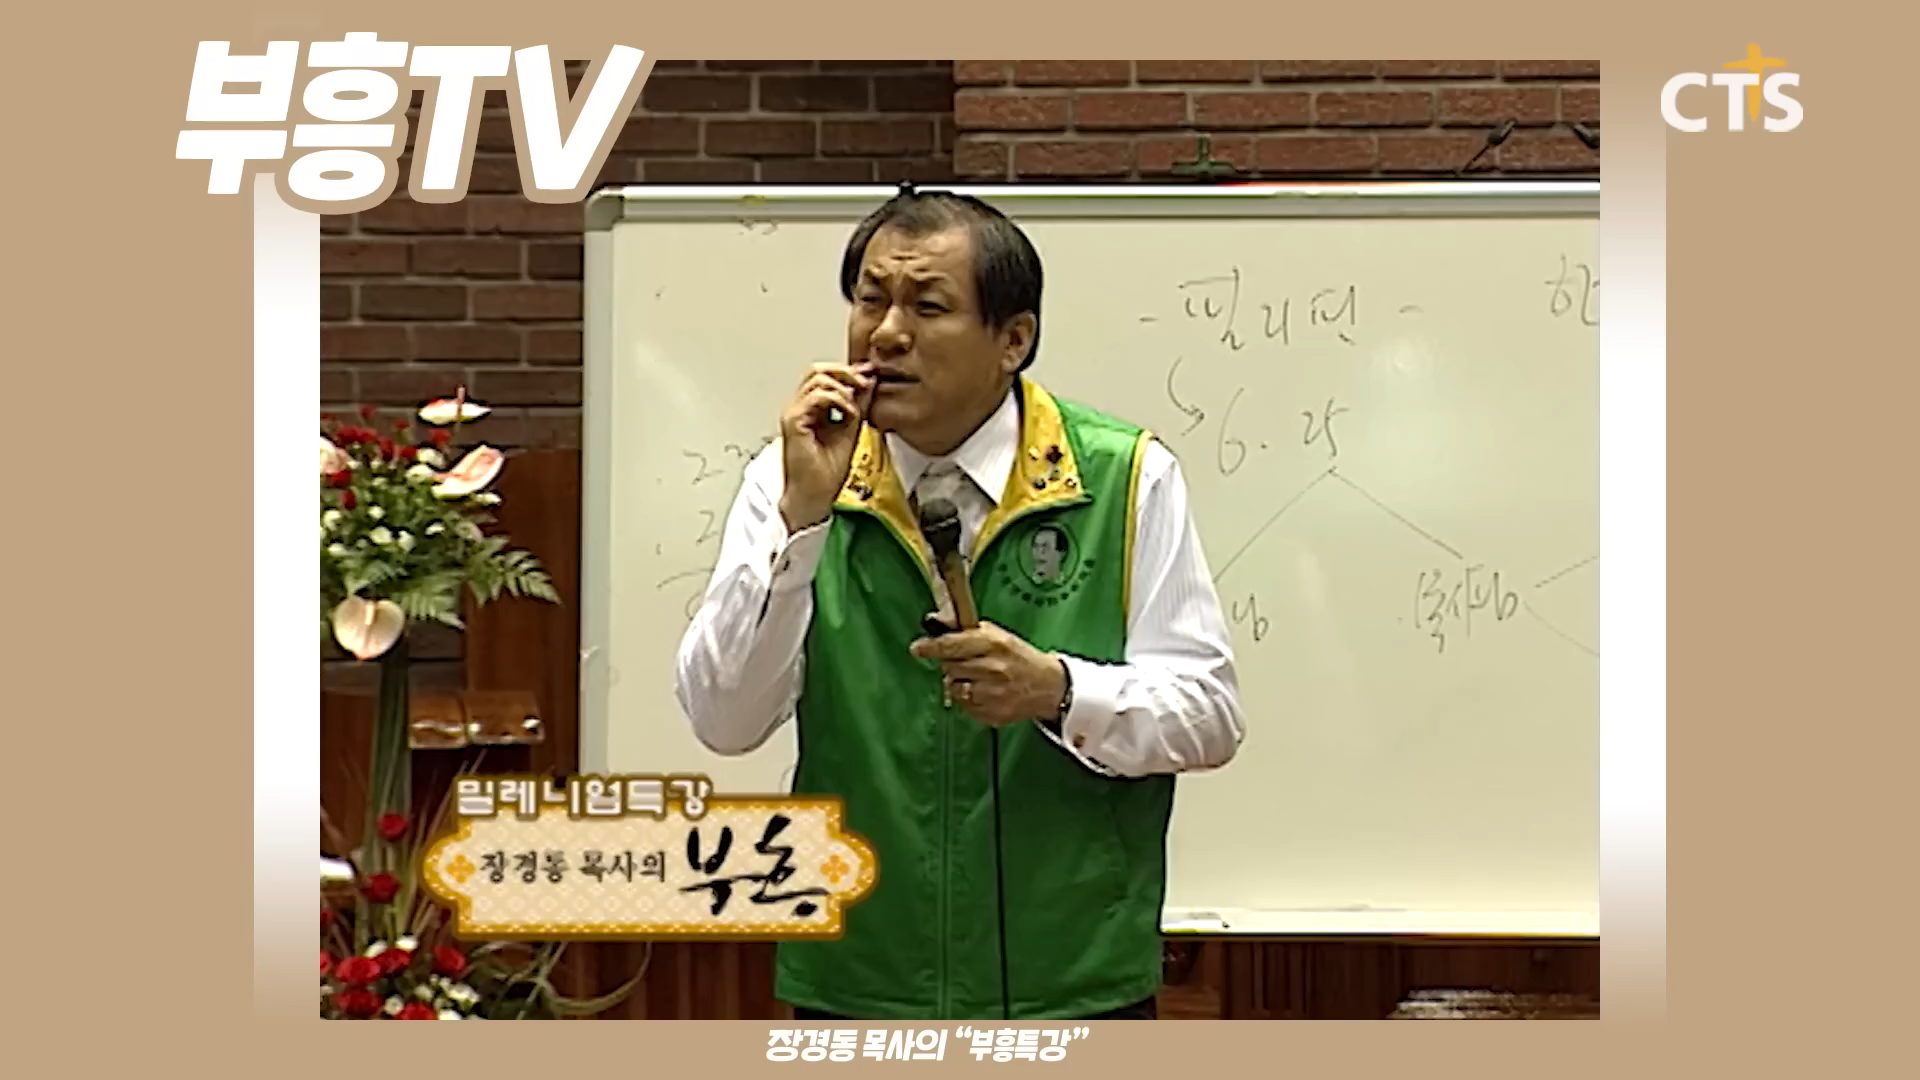 부흥TV
CTS
- 필리핀 -
6. 25
목사님
밀레니엄특강
장경동 목사의 부흥
장경동 목사의 “부흥특강”